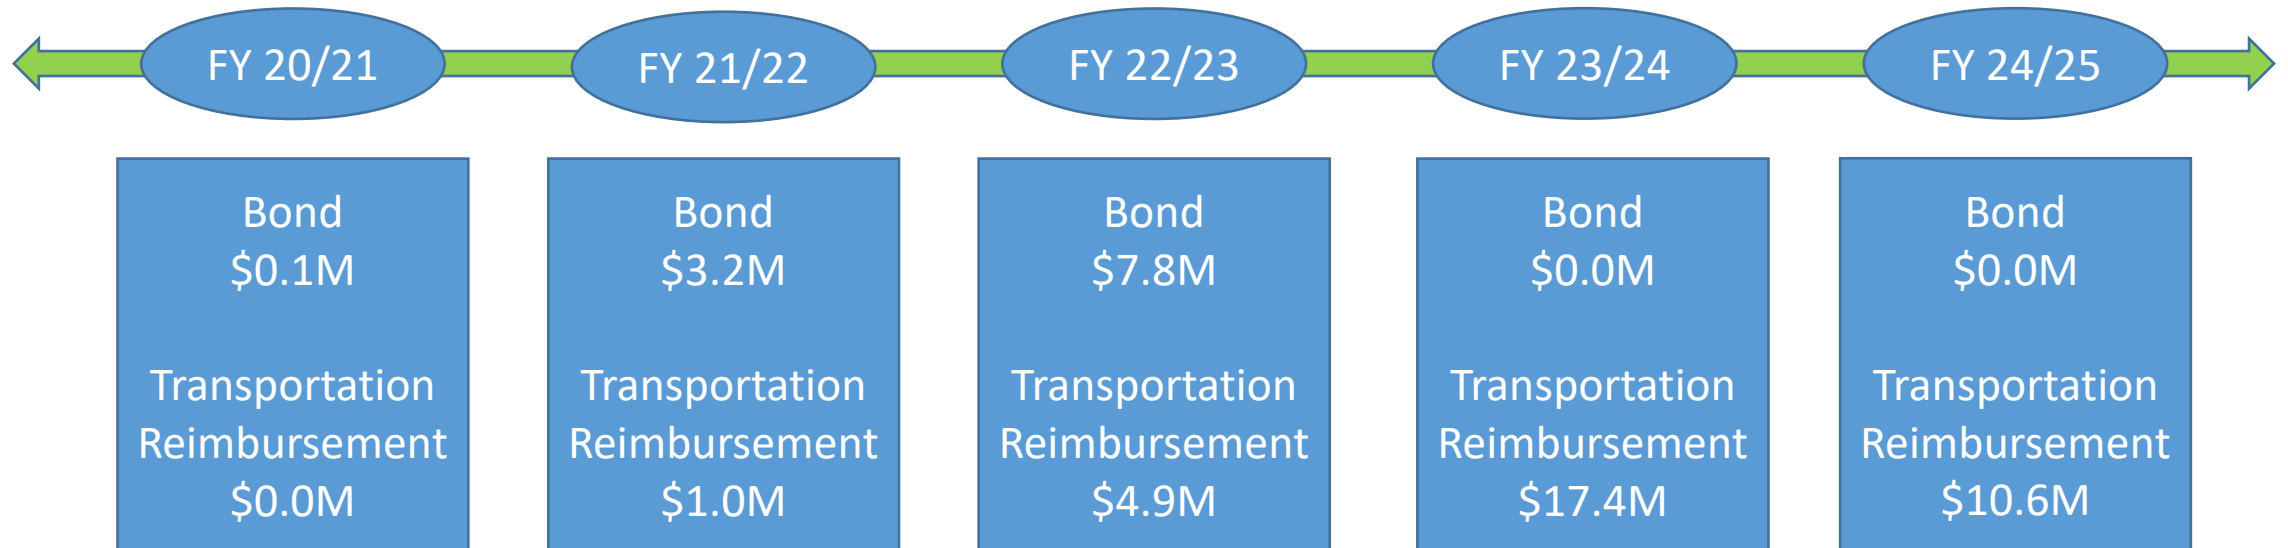 FY 20/21
FY 21/22
FY 22/23
FY 23/24
FY 24/25
Bond
$0.1M
Transportation
Reimbursement
$0.0M
Bond
$3.2M
Transportation
Reimbursement
$1.0M
Bond
$7.8M
Transportation
Reimbursement
$4.9M
Bond
$0.0M
Transportation
Reimbursement
$17.4M
Bond
$0.0M
Transportation
Reimbursement
$10.6M